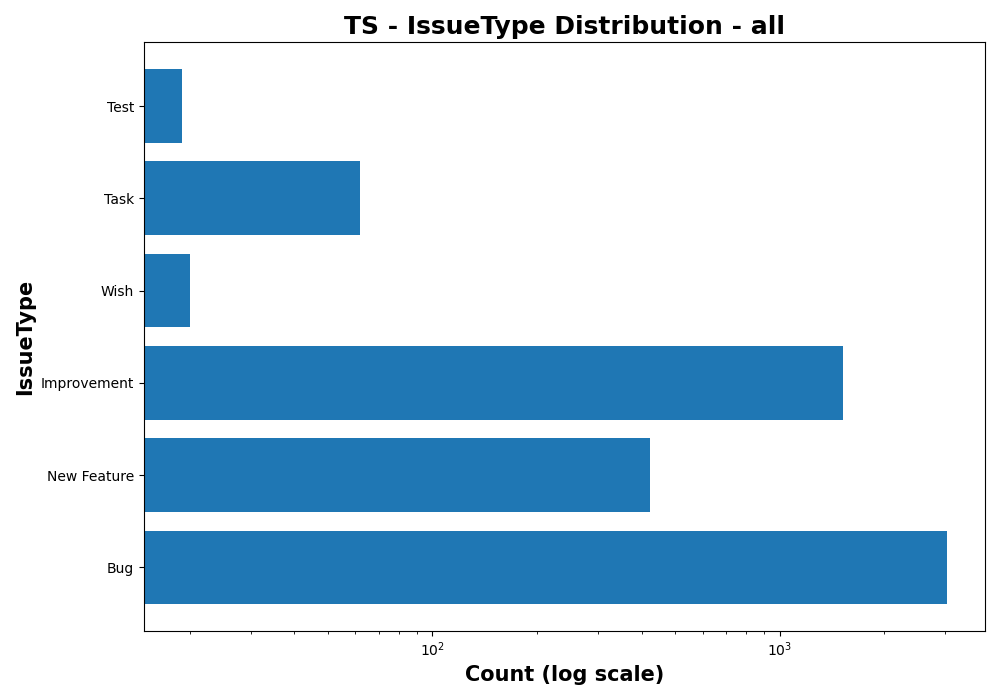 TS - IssueType Distribution - all
IssueType
Test
Task
Wish
Improvement
New Feature
Bug
10² 10³
Count (log scale)